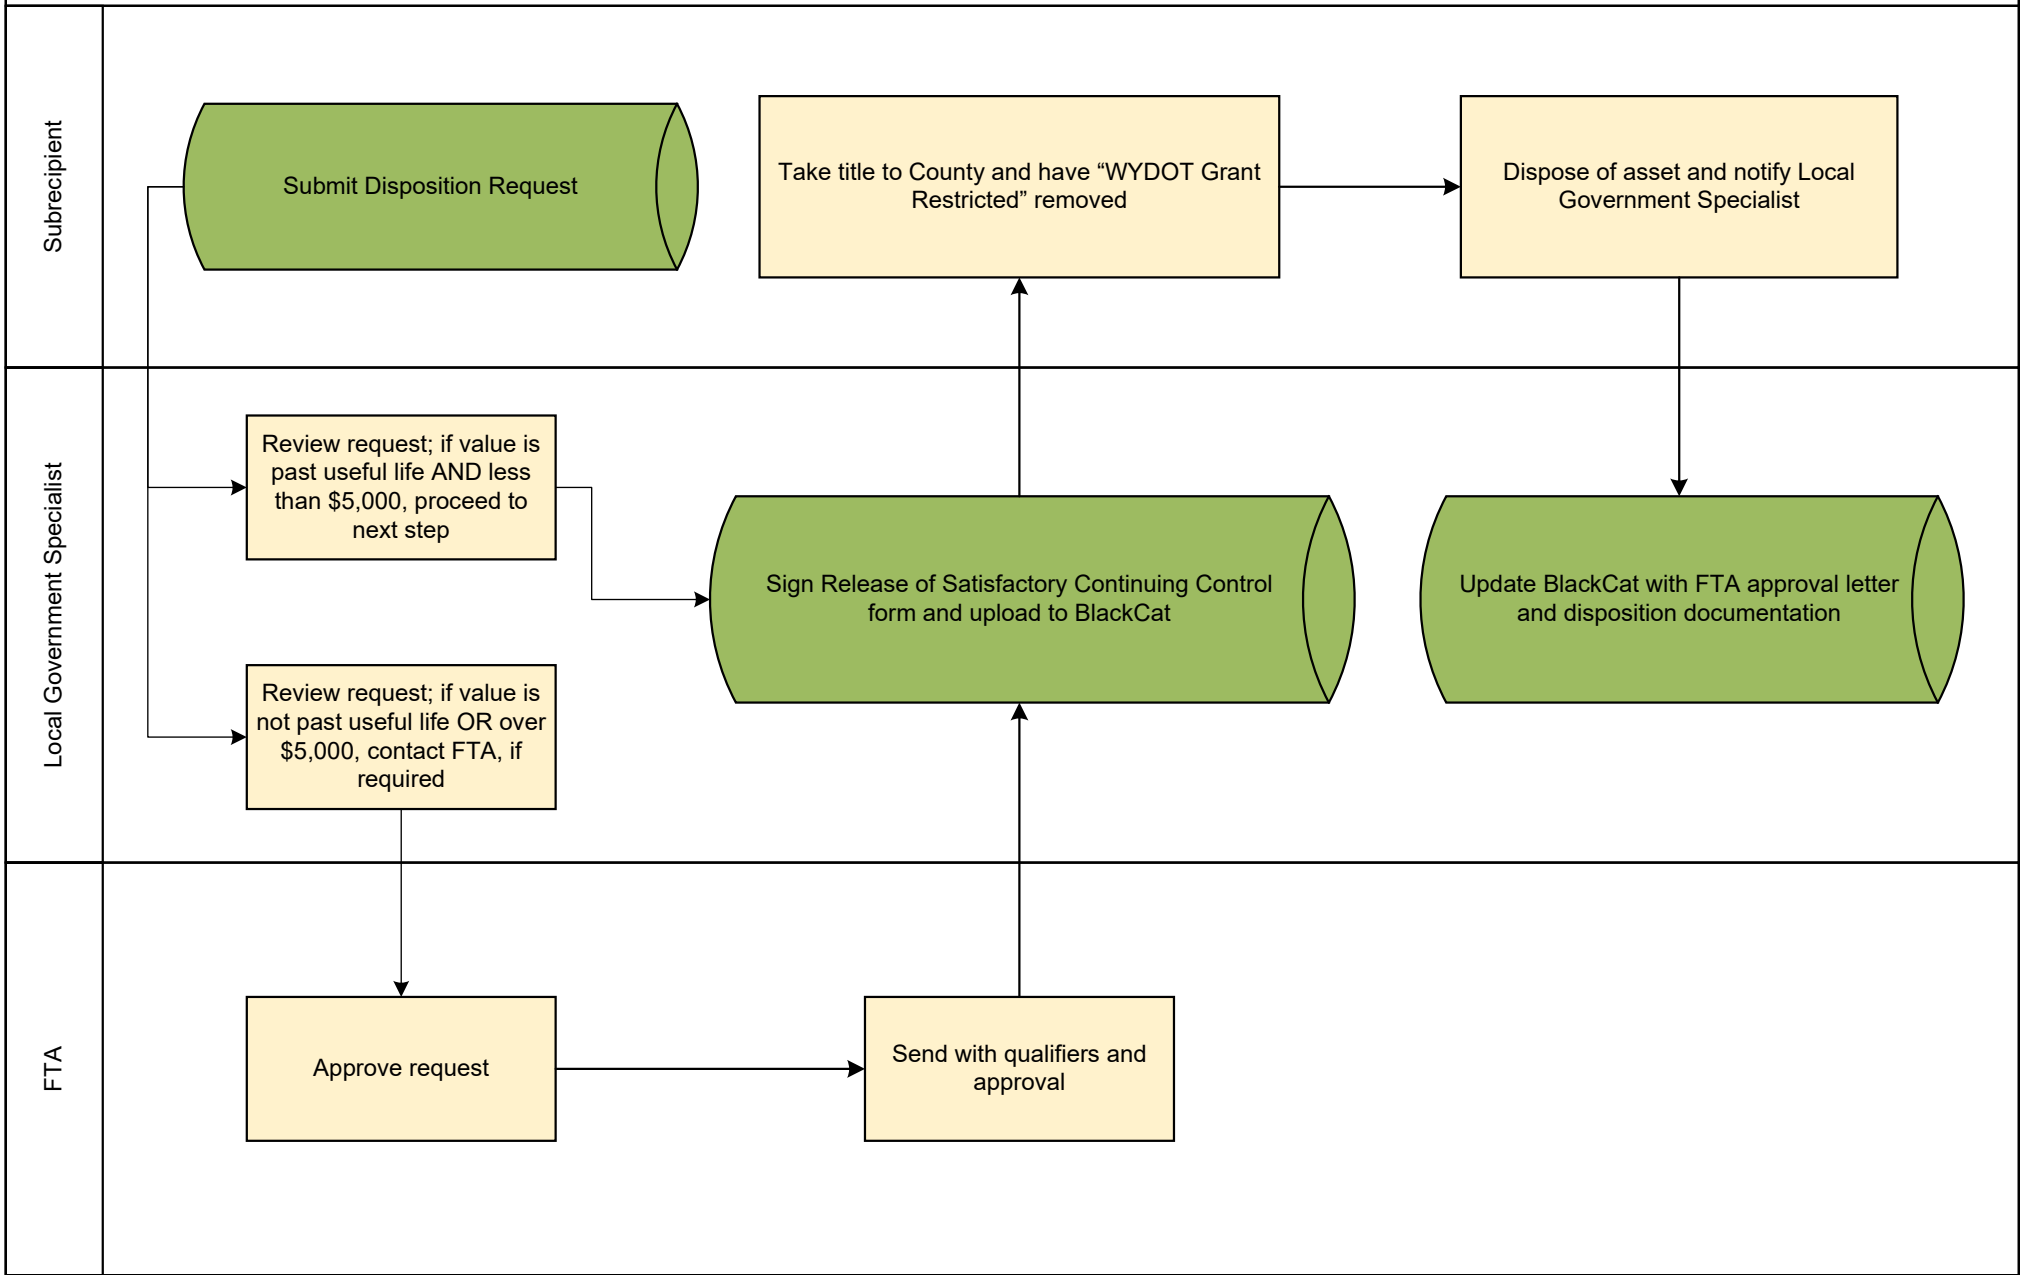 Subrecipient
Submit Disposition Request
Take title to County and have “WYDOT Grant
Restricted” removed
Dispose of asset and notify Local
Government Specialist
Local Government Specialist
Review request; if value is
past useful life AND less
than $5,000, proceed to
next step
Review request; if value is
not past useful life OR over
$5,000, contact FTA, if
required
Sign Release of Satisfactory Continuing Control
form and upload to BlackCat
Update BlackCat with FTA approval letter
and disposition documentation
FTA
Approve request
Send with qualifiers and
approval